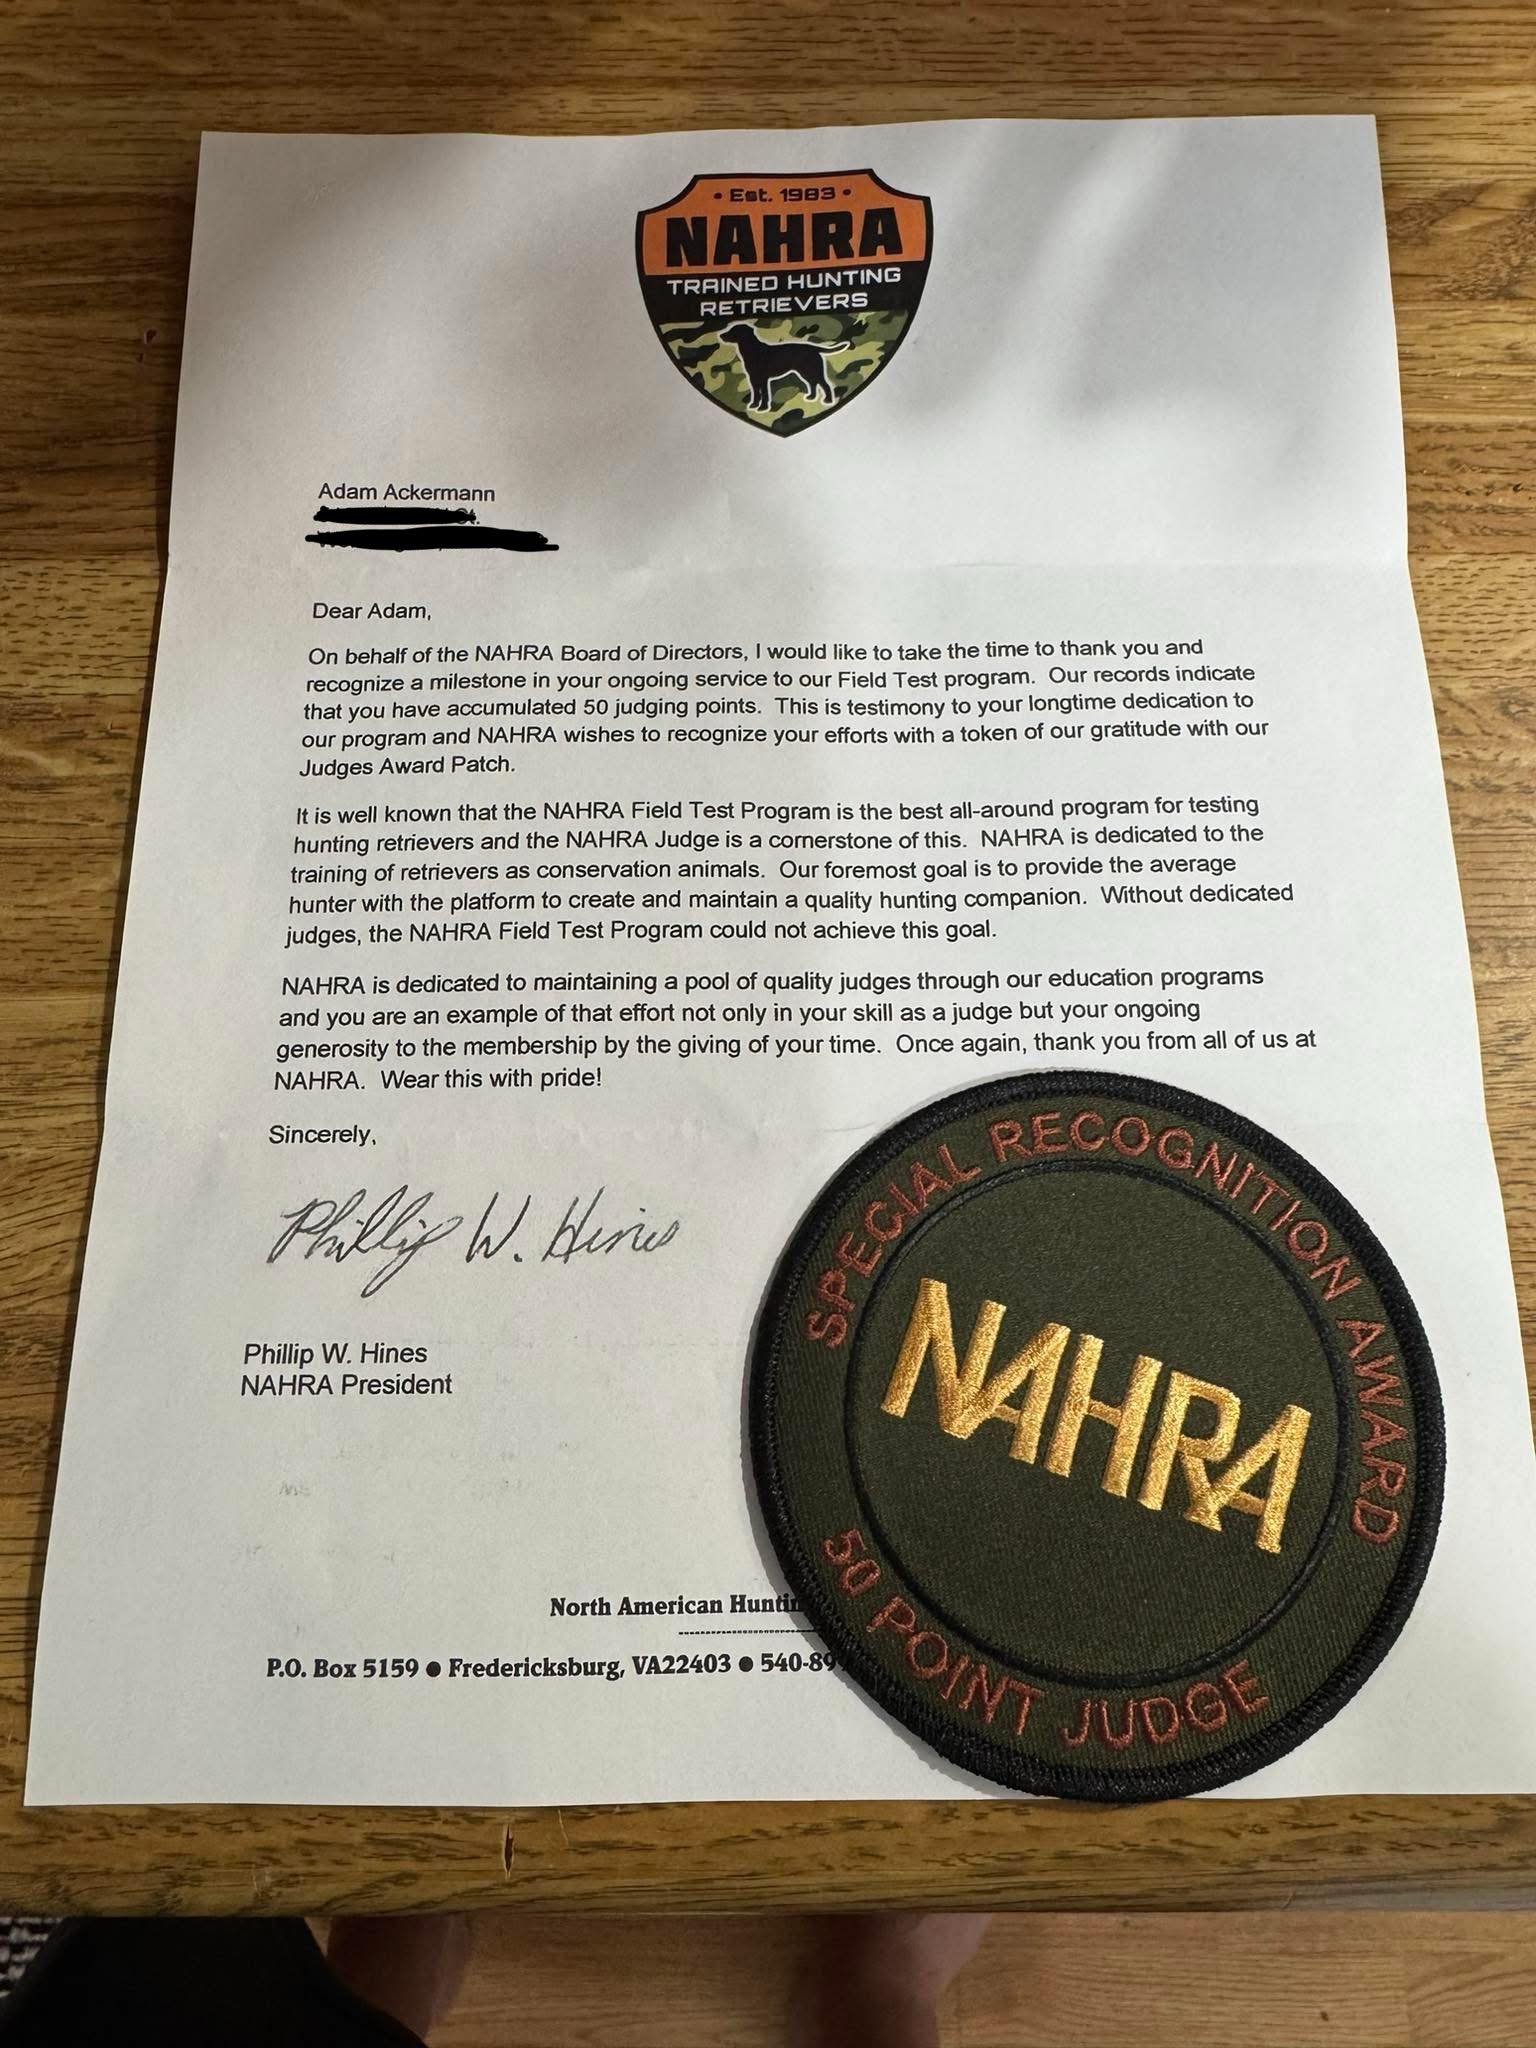 • Est. 1983 •
NAHRA
TRAINED HUNTING
RETRIEVERS
Adam Ackermann
Dear Adam,
On behalf of the NAHRA Board of Directors, I would like to take the time to thank you and
recognize a milestone in your ongoing service to our Field Test program. Our records indicate
that you have accumulated 50 judging points. This is testimony to your longtime dedication to
our program and NAHRA wishes to recognize your efforts with a token of our gratitude with our
Judges Award Patch.
It is well known that the NAHRA Field Test Program is the best all-around program for testing
hunting retrievers and the NAHRA Judge is a cornerstone of this. NAHRA is dedicated to the
training of retrievers as conservation animals. Our foremost goal is to provide the average
hunter with the platform to create and maintain a quality hunting companion. Without dedicated
judges, the NAHRA Field Test Program could not achieve this goal.
NAHRA is dedicated to maintaining a pool of quality judges through our education programs
and you are an example of that effort not only in your skill as a judge but your ongoing
generosity to the membership by the giving of your time. Once again, thank you from all of us at
NAHRA. Wear this with pride!
Sincerely,
Phillip W. Hines
Phillip W. Hines
NAHRA President
North American Hunti
P.O. Box 5159 ● Fredericksburg, VA22403 ● 540-89
SPECIAL RECOGNITION AWARD
NAHRA
50 POINT JUDGE